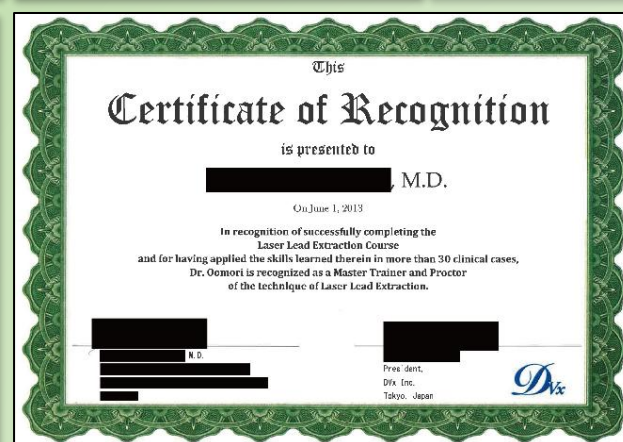 This
Certificate of Recognition
is presented to
, M.D.
On June 1, 2013
In recognition of successfully completing the
Laser Lead Extraction Course
and for having applied the skills learned therein in more than 30 clinical cases,
Dr. Oomori is recognized as a Master Trainer and Proctor
of the technique of Laser Lead Extraction.
M.D.
President,
DVx Inc.
Tokyo, Japan
DVx